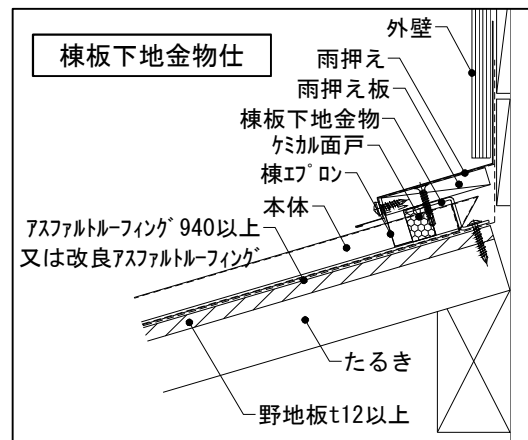 棟板下地金物仕
外壁
雨押え
雨押え板
棟板下地金物
ｹﾐｶﾙ面戸
棟ｴﾌﾟﾛﾝ
本体
ｱｽﾌｧﾙﾄﾙｰﾌｨﾝｸﾞ940以上
又は改良ｱｽﾌｧﾙﾄﾙｰﾌｨﾝｸﾞ
たるき
野地板t12以上